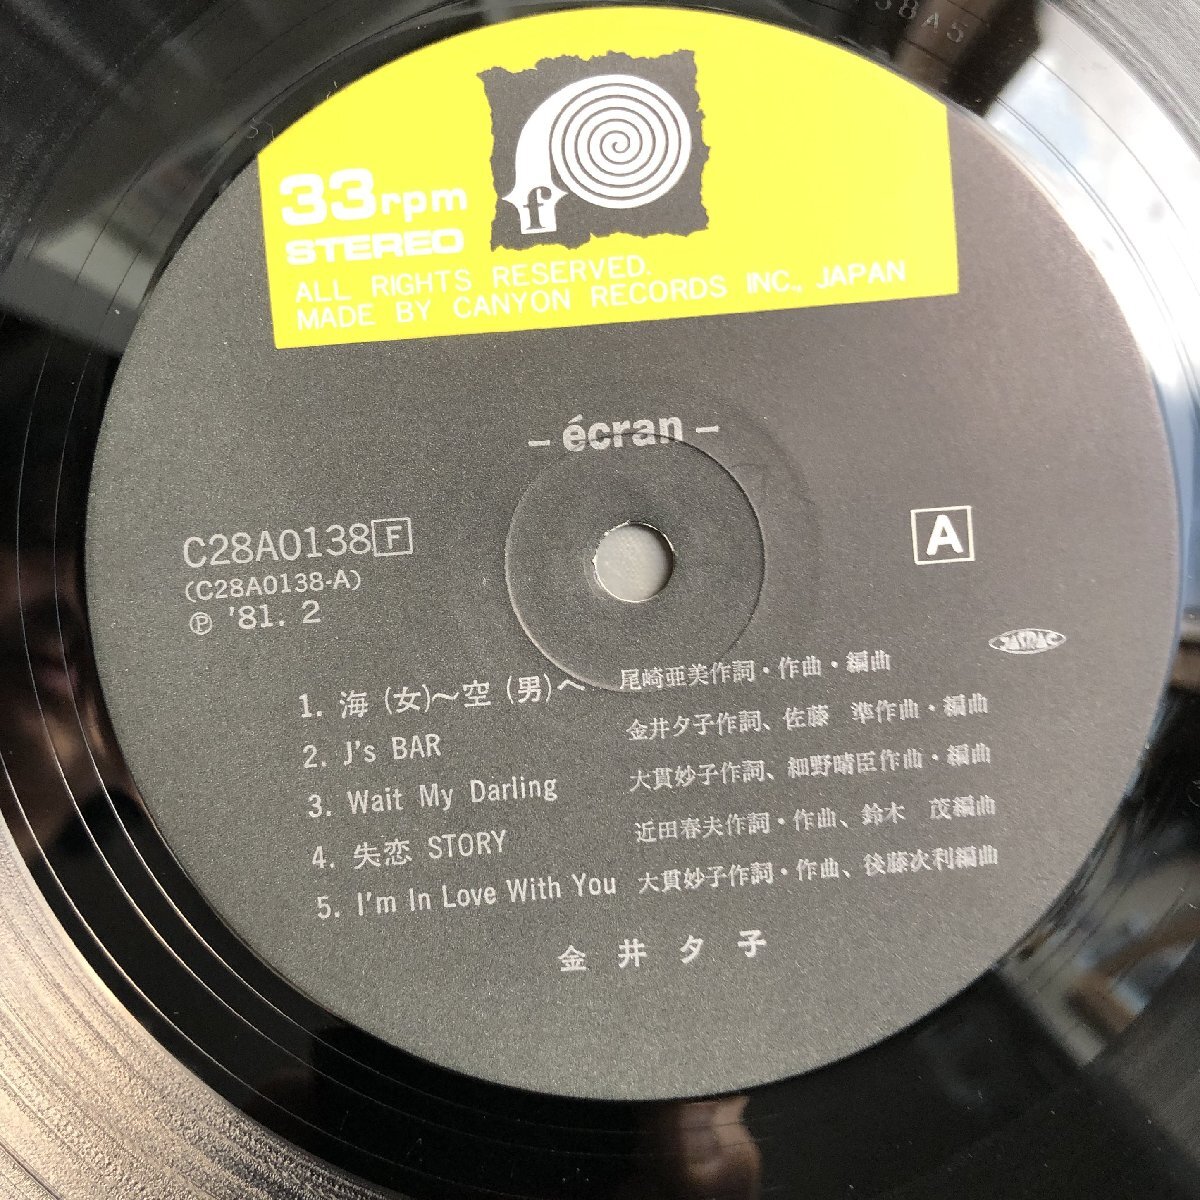 58A5
f
33rpm
STEREO
ALL RIGHTS RESERVED.
MADE BY CANYON RECORDS INC., JAPAN
– écran –
C28A0138 F
(C28A0138-A)
Ⓟ '81. 2
A
JASRAC
1. 海 (女)〜空 (男)へ 尾崎亜美作詞・作曲・編曲
2. J's BAR 金井夕子作詞、佐藤 準作曲・編曲
3. Wait My Darling 大貫妙子作詞、細野晴臣作曲・編曲
4. 失恋 STORY 近田春夫作詞・作曲、鈴木 茂編曲
5. I'm In Love With You 大貫妙子作詞・作曲、後藤次利編曲
金 井 夕 子